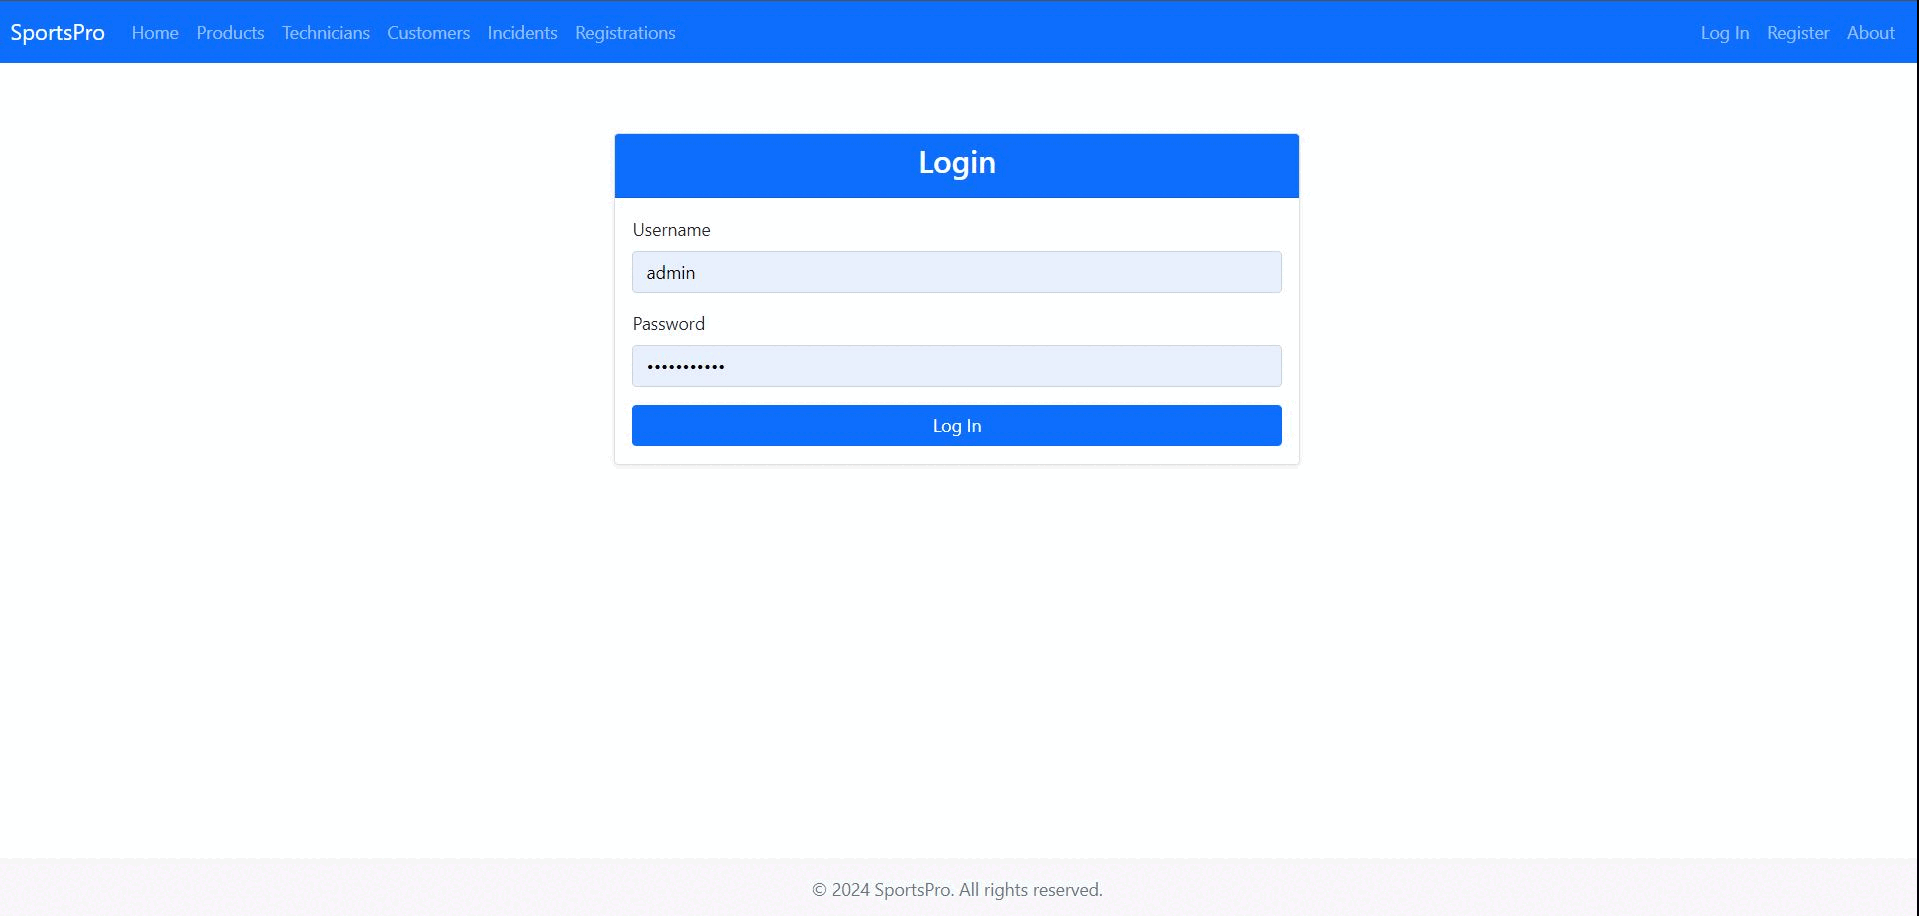 SportsPro Home Products Technicians Customers Incidents Registrations Log In Register About
Login
Username
admin
Password
•••••••••••
Log In
© 2024 SportsPro. All rights reserved.